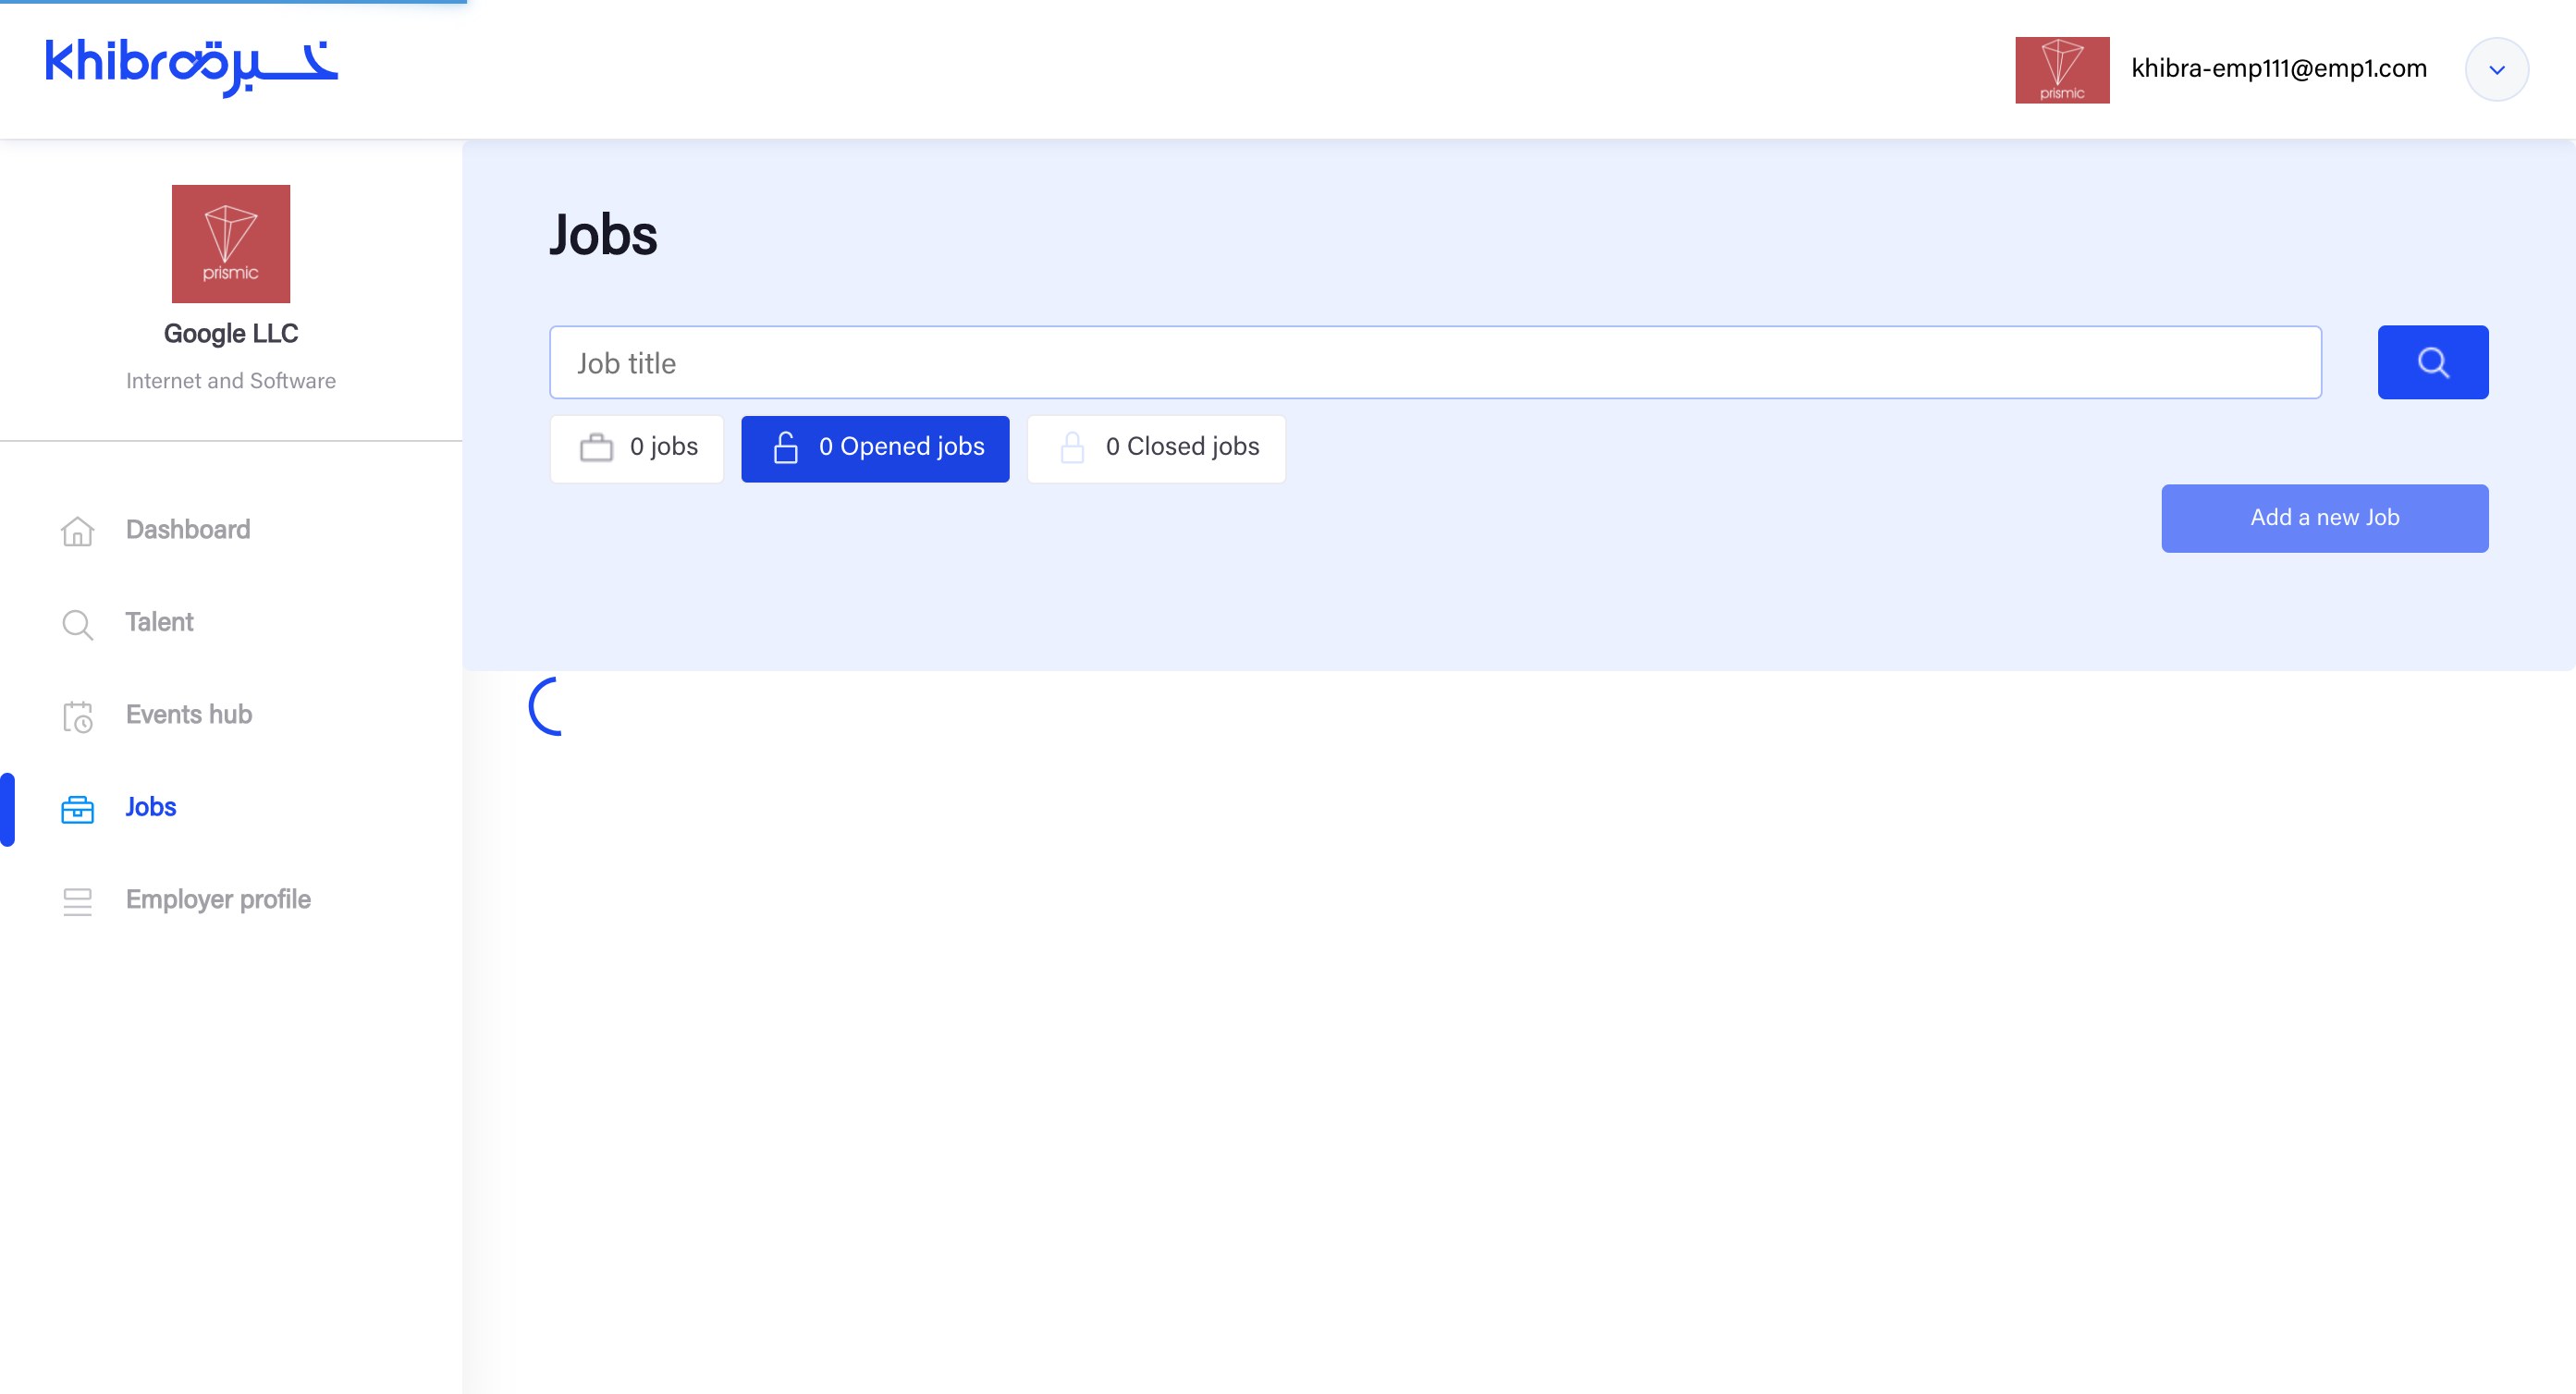 khibra خبرة
prismic
khibra-emp111@emp1.com
prismic
Google LLC
Internet and Software
Dashboard
Talent
Events hub
Jobs
Employer profile
Jobs
Job title
0 jobs
0 Opened jobs
0 Closed jobs
Add a new Job